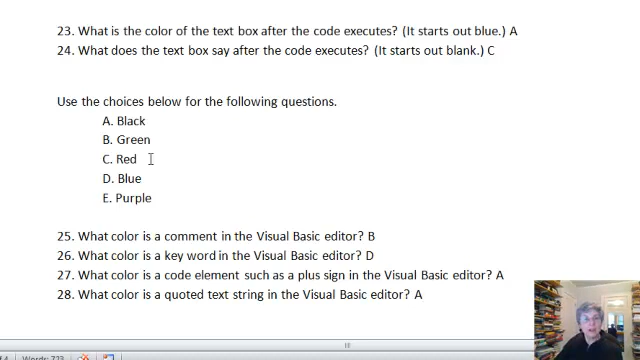 23. What is the color of the text box after the code executes? (It starts out blue.) A
24. What does the text box say after the code executes? (It starts out blank.) C
Use the choices below for the following questions.
A. Black
B. Green
C. Red
D. Blue
E. Purple
25. What color is a comment in the Visual Basic editor? B
26. What color is a key word in the Visual Basic editor? D
27. What color is a code element such as a plus sign in the Visual Basic editor? A
28. What color is a quoted text string in the Visual Basic editor? A
of 4 Words: 723